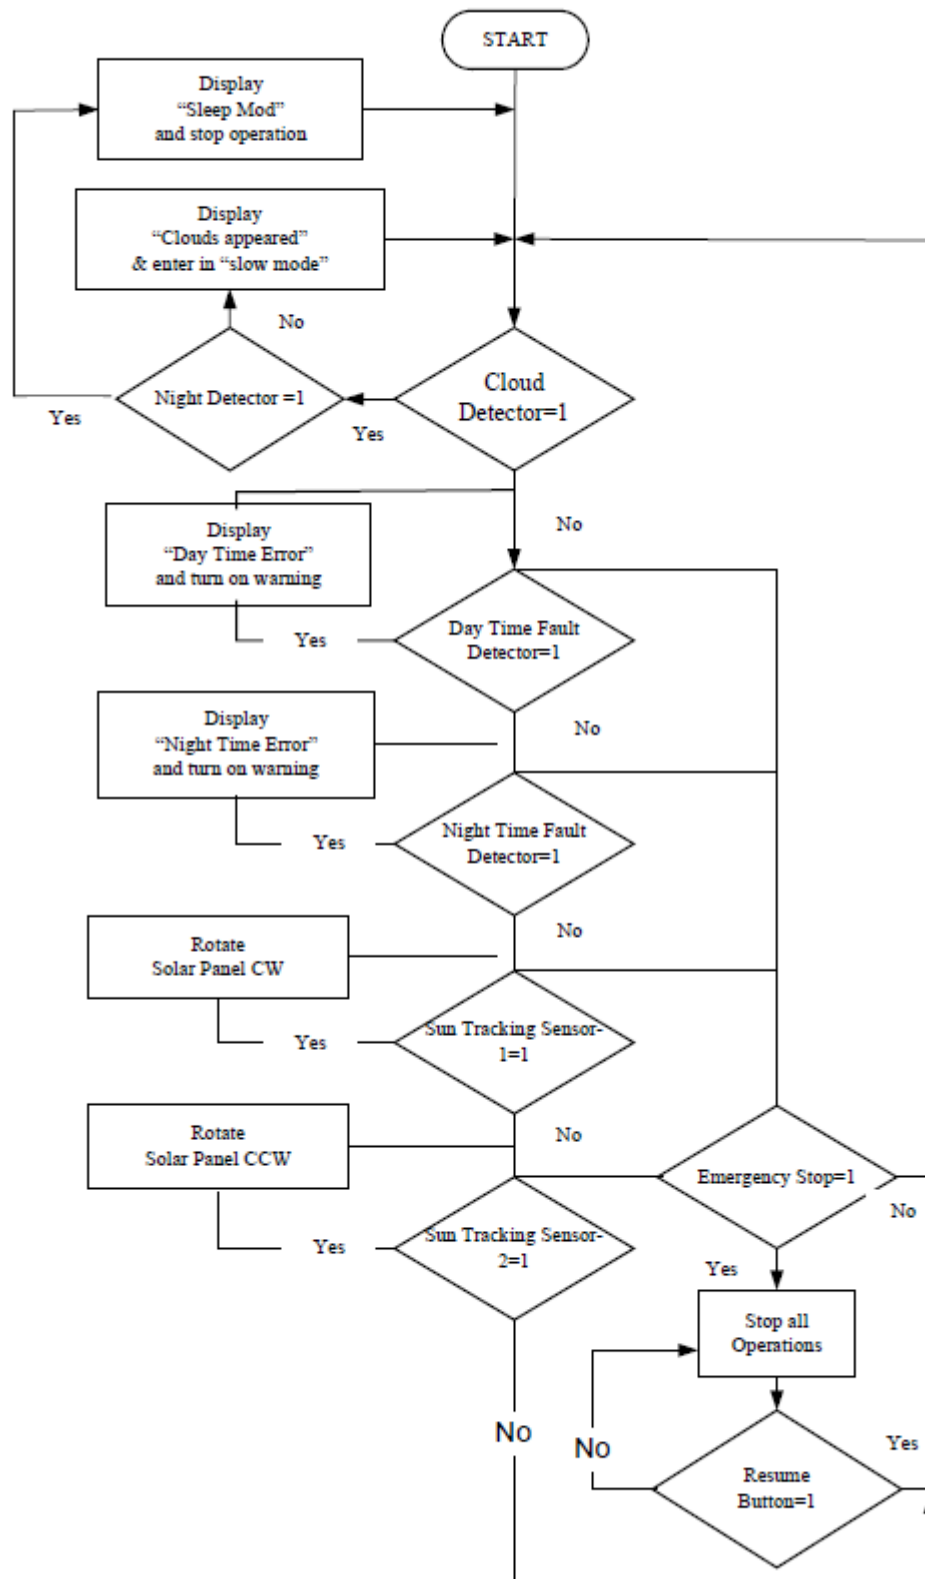 START
Display
“Sleep Mod”
and stop operation
Display
“Clouds appeared”
& enter in “slow mode”
No
Night Detector =1
Yes
Cloud
Detector=1
Yes
No
Display
“Day Time Error”
and turn on warning
Yes
Day Time Fault
Detector=1
No
Display
“Night Time Error”
and turn on warning
Yes
Night Time Fault
Detector=1
No
Rotate
Solar Panel CW
Yes
Sun Tracking Sensor-
1=1
No
Rotate
Solar Panel CCW
Yes
Sun Tracking Sensor-
2=1
No
Emergency Stop=1
No
Yes
Stop all
Operations
No
Resume
Button=1
Yes